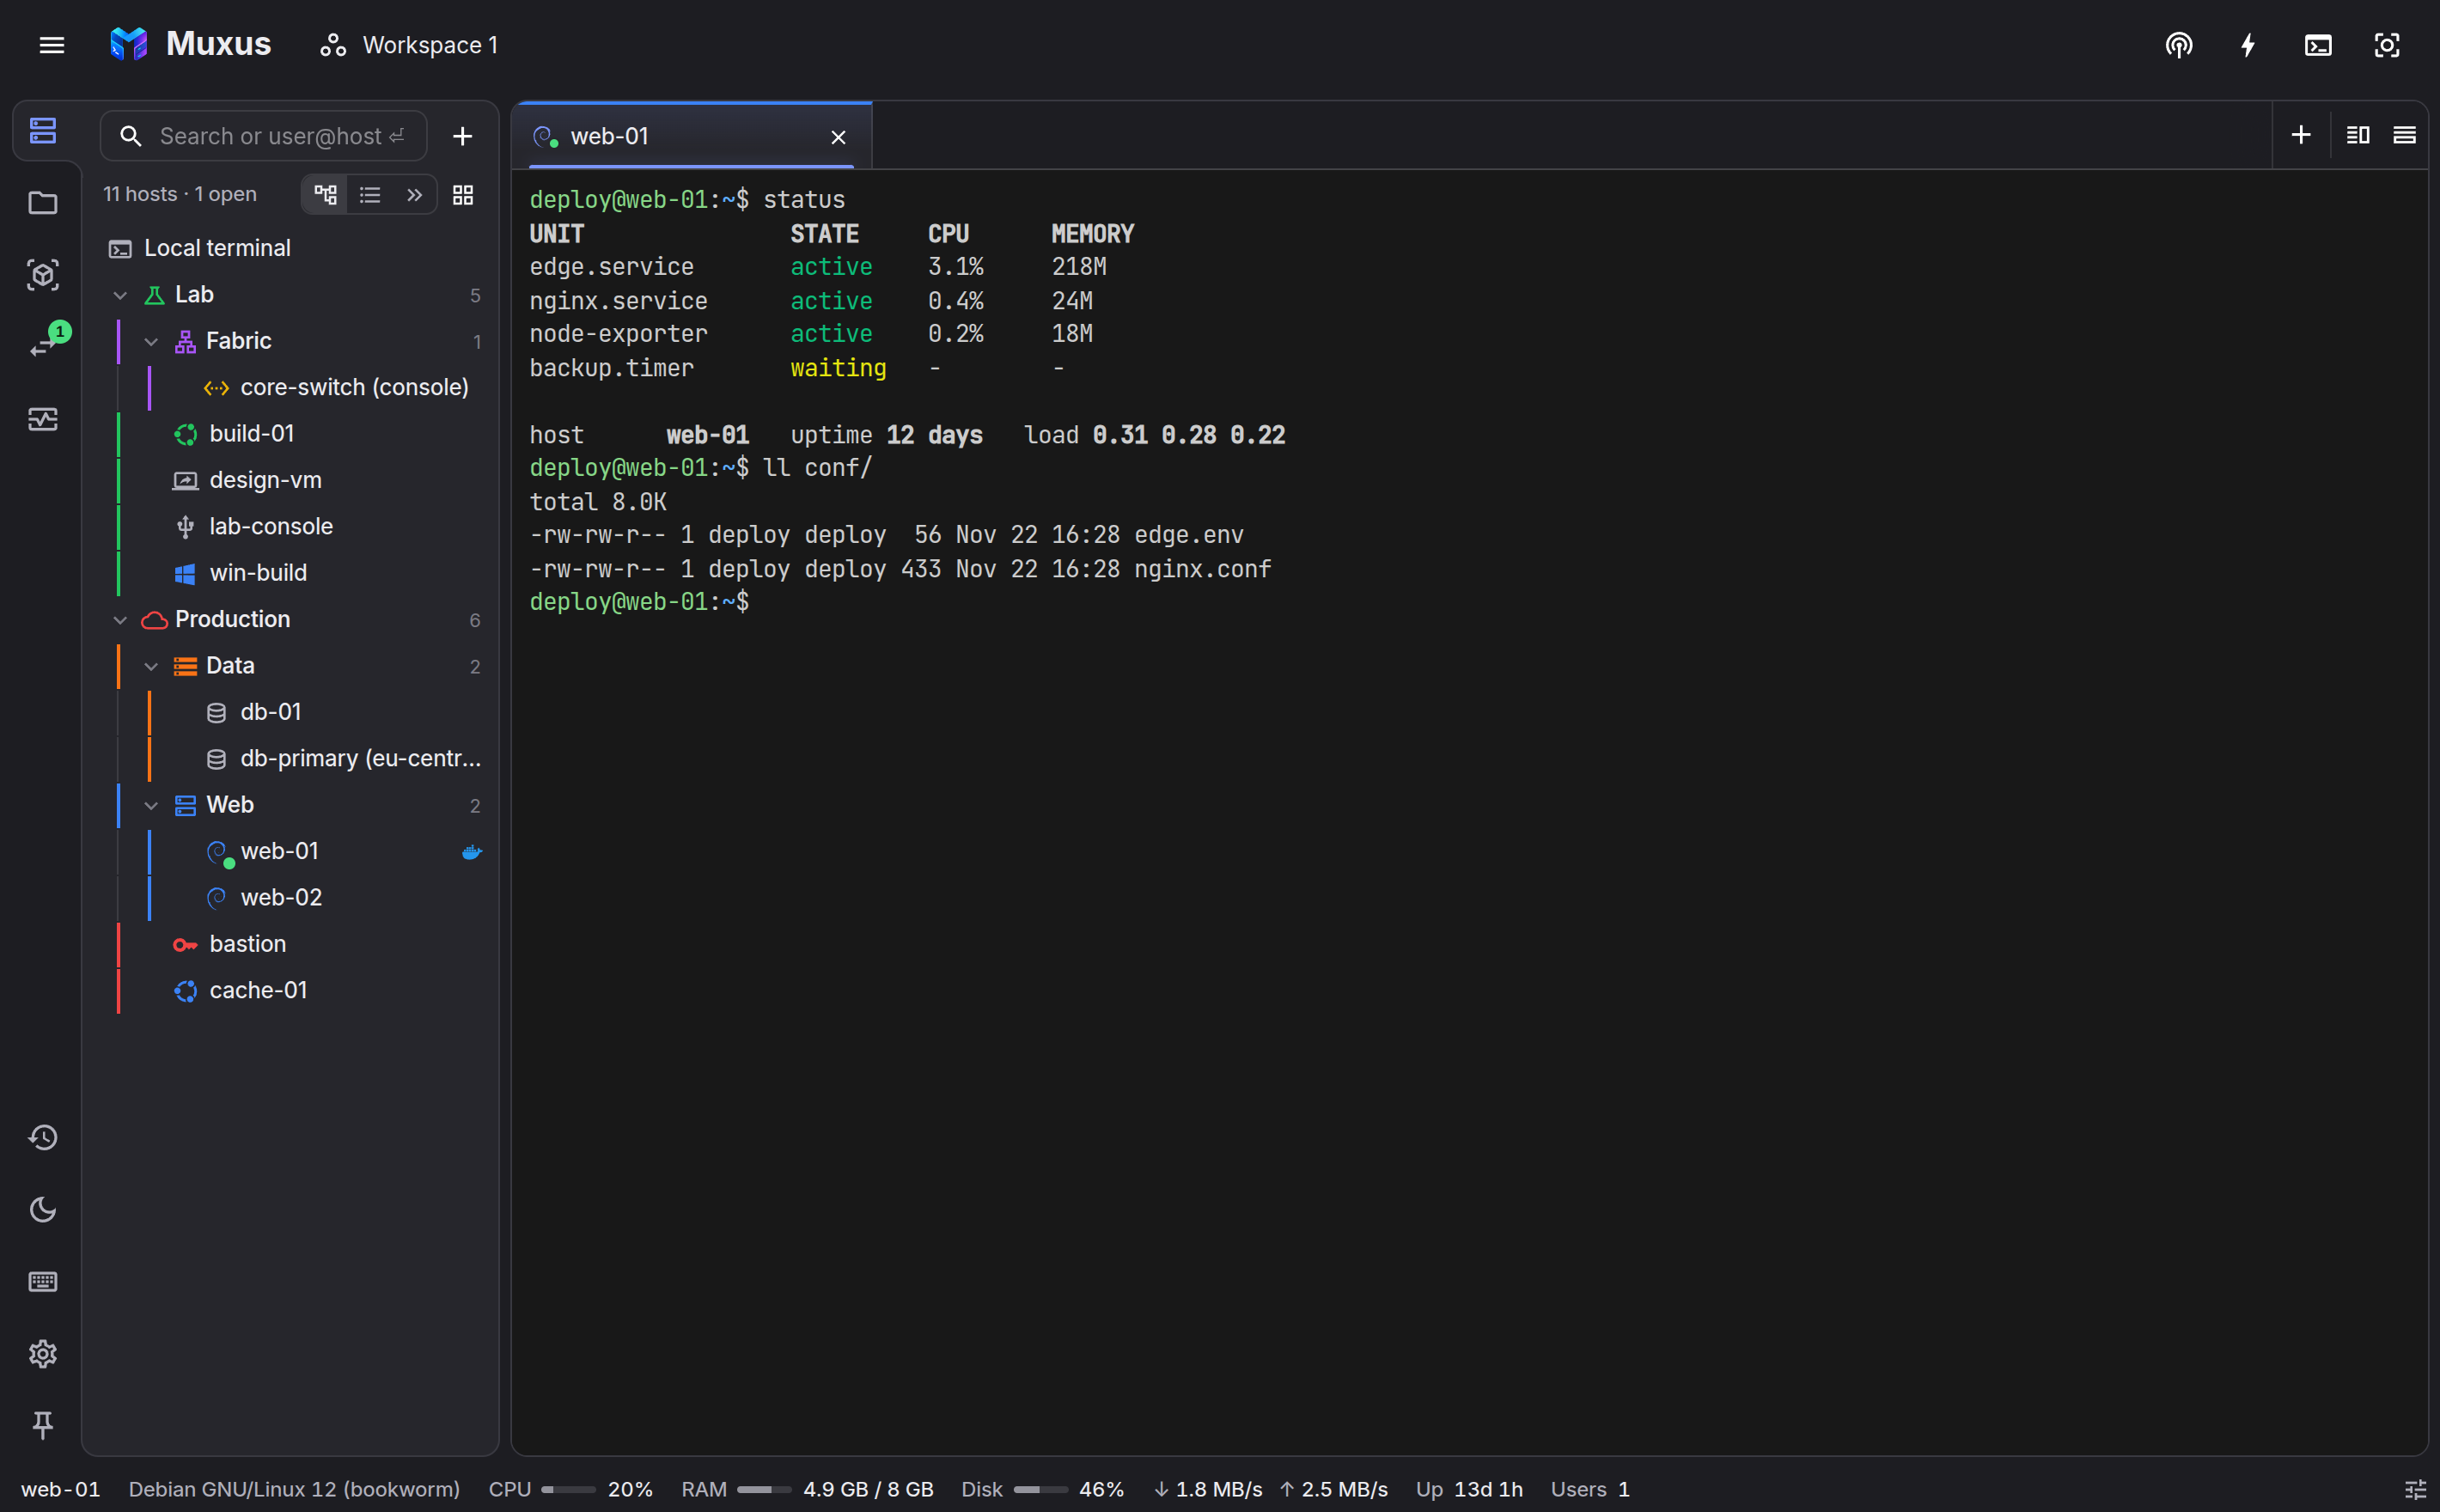 Muxus
Workspace 1
Search or user@host
11 hosts · 1 open
Local terminal
Lab 5
Fabric 1
core-switch (console)
build-01
design-vm
lab-console
win-build
Production 6
Data 2
db-01
db-primary (eu-centr...
Web 2
web-01
web-02
bastion
cache-01
1
web-01
deploy@web-01:~$ status
UNIT STATE CPU MEMORY
edge.service active 3.1% 218M
nginx.service active 0.4% 24M
node-exporter active 0.2% 18M
backup.timer waiting - -
host web-01 uptime 12 days load 0.31 0.28 0.22
deploy@web-01:~$ ll conf/
total 8.0K
-rw-rw-r-- 1 deploy deploy 56 Nov 22 16:28 edge.env
-rw-rw-r-- 1 deploy deploy 433 Nov 22 16:28 nginx.conf
deploy@web-01:~$
web-01 Debian GNU/Linux 12 (bookworm) CPU 20% RAM 4.9 GB / 8 GB Disk 46% ↓ 1.8 MB/s ↑ 2.5 MB/s Up 13d 1h Users 1